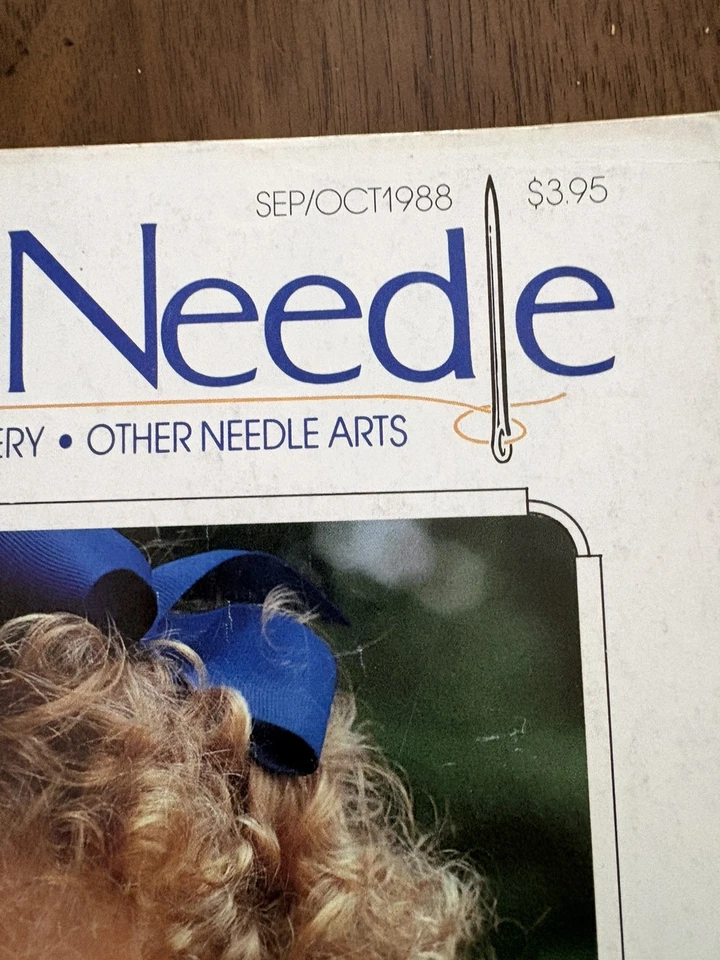 SEP/OCT1988 $3.95
Needle
ERY • OTHER NEEDLE ARTS